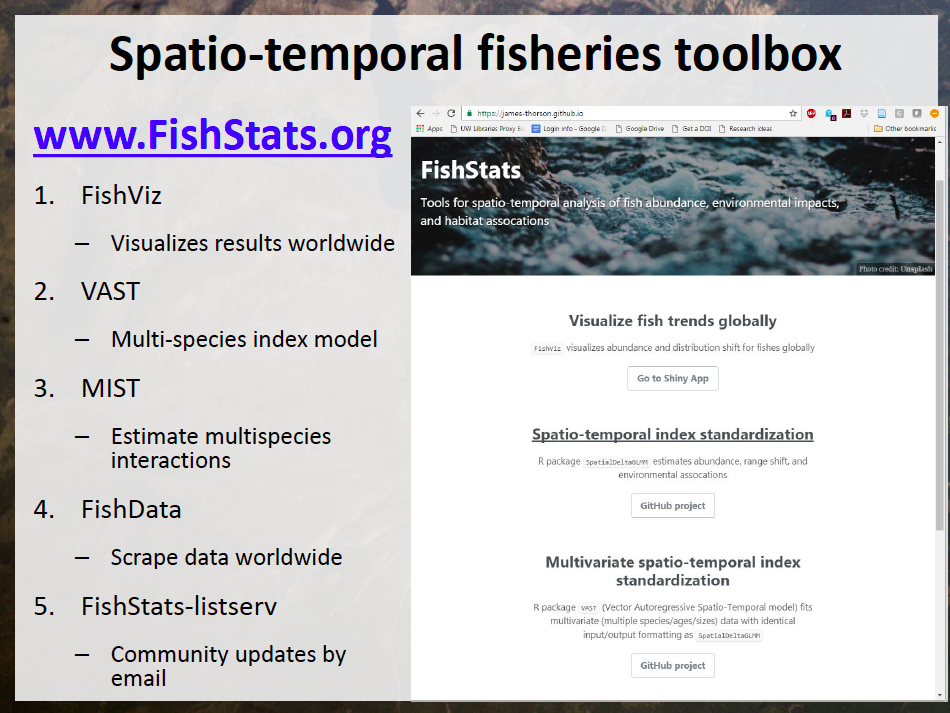 Spatio-temporal fisheries toolbox
www.FishStats.org
1. FishViz
– Visualizes results worldwide
2. VAST
– Multi-species index model
3. MIST
– Estimate multispecies
interactions
4. FishData
– Scrape data worldwide
5. FishStats-listserv
– Community updates by
email
https://james-thorson.github.io
Apps UW Libraries Proxy B Login info - Google D Google Drive Get a DOI Research ideas Other bookmarks
FishStats
Tools for spatio-temporal analysis of fish abundance, environmental impacts,
and habitat assocations
Photo credit: Unsplash
Visualize fish trends globally
FishViz visualizes abundance and distribution shift for fishes globally
Go to Shiny App
Spatio-temporal index standardization
R package SpatialDeltaGLMM estimates abundance, range shift, and
environmental assocations
GitHub project
Multivariate spatio-temporal index
standardization
R package VAST (Vector Autoregressive Spatio-Temporal model) fits
multivariate (multiple species/ages/sizes) data with identical
input/output formatting as SpatialDeltaGLMM
GitHub project